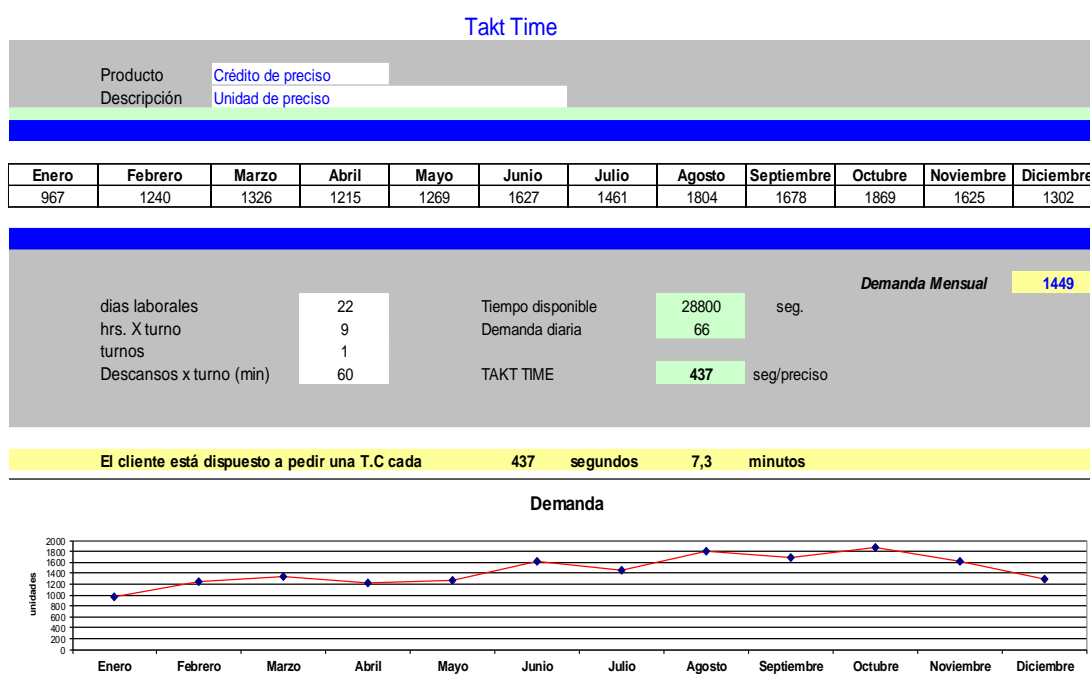 Takt Time
Producto Crédito de preciso
Descripción Unidad de preciso
Enero Febrero Marzo Abril Mayo Junio Julio Agosto Septiembre Octubre Noviembre Diciembre
967 1240 1326 1215 1269 1627 1461 1804 1678 1869 1625 1302
Demanda Mensual 1449
dias laborales 22 Tiempo disponible 28800 seg.
hrs. X turno 9 Demanda diaria 66
turnos 1
Descansos x turno (min) 60 TAKT TIME 437 seg/preciso
El cliente está dispuesto a pedir una T.C cada 437 segundos 7,3 minutos
Demanda
unidades
2000
1800
1600
1400
1200
1000
800
600
400
200
0
Enero Febrero Marzo Abril Mayo Junio Julio Agosto Septiembre Octubre Noviembre Diciembre